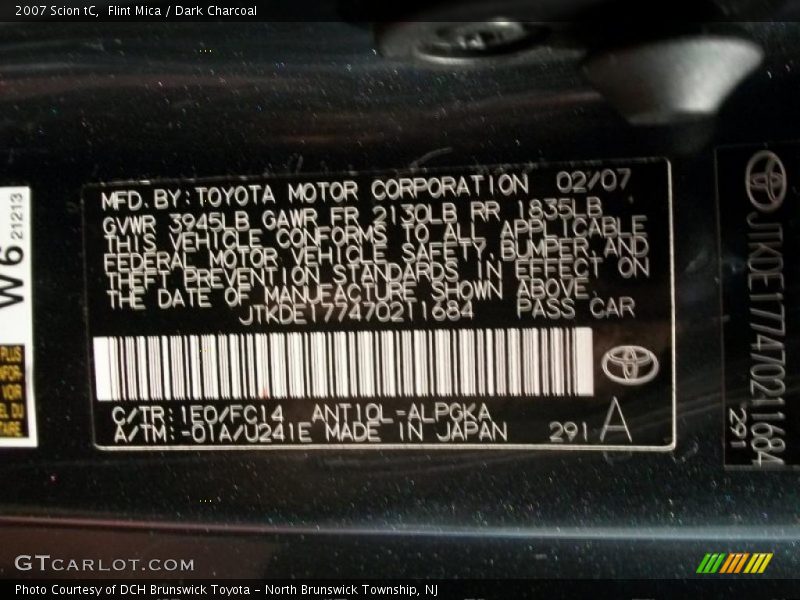 2007 Scion tC,  Flint Mica / Dark Charcoal
MFD. BY: TOYOTA MOTOR CORPORATION 02/07
GVWR 3945LB GAWR FR 2130LB RR 1835LB
THIS VEHICLE CONFORMS TO ALL APPLICABLE
FEDERAL MOTOR VEHICLE SAFETY, BUMPER, AND
THEFT PREVENTION STANDARDS IN EFFECT ON
THE DATE OF MANUFACTURE SHOWN ABOVE.
JTKDE177470211684 PASS CAR
C/TR: 1E0/FC14 ANT10L-ALPGKA
A/TM: -01A/U241E MADE IN JAPAN 291 A
W6
21213
PLUS
VOIR
JTKDE177470211684
291
GTCARLOT.COM
Photo Courtesy of DCH Brunswick Toyota – North Brunswick Township, NJ